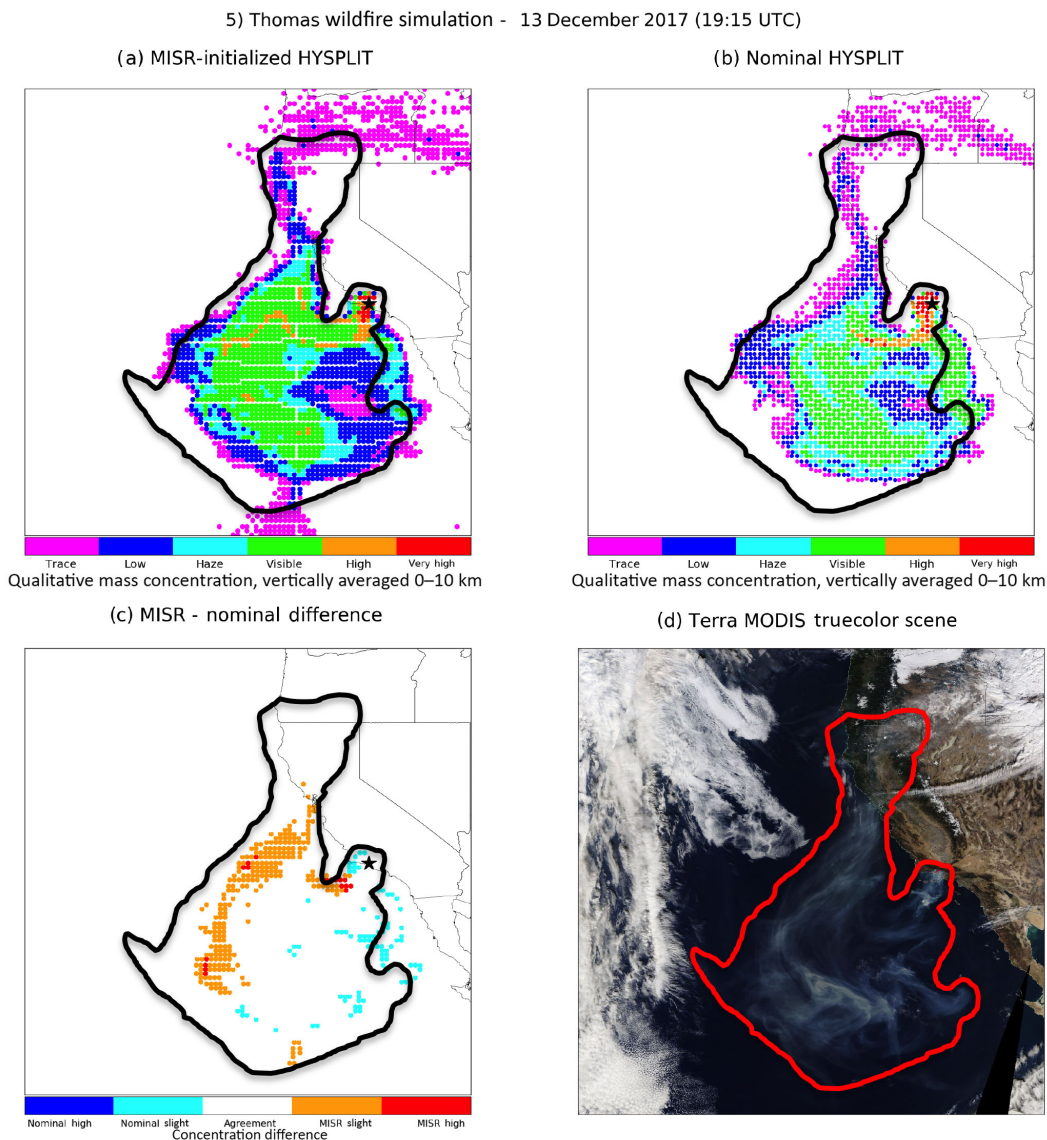 5) Thomas wildfire simulation - 13 December 2017 (19:15 UTC)
(a) MISR-initialized HYSPLIT
(b) Nominal HYSPLIT
Trace Low Haze Visible High Very high
Qualitative mass concentration, vertically averaged 0–10 km
Trace Low Haze Visible High Very high
Qualitative mass concentration, vertically averaged 0–10 km
(c) MISR - nominal difference
(d) Terra MODIS truecolor scene
Nominal high Nominal slight Agreement MISR slight MISR high
Concentration difference